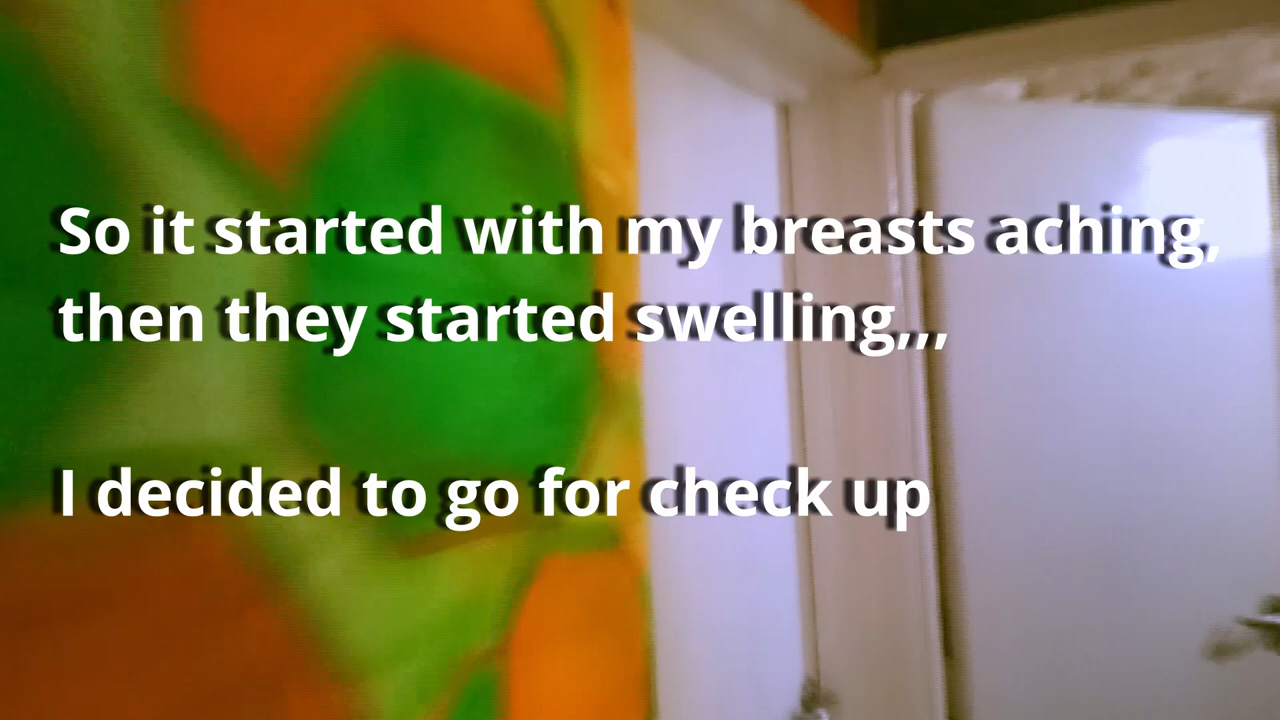 So it started with my breasts aching,
then they started swelling,,,
I decided to go for check up